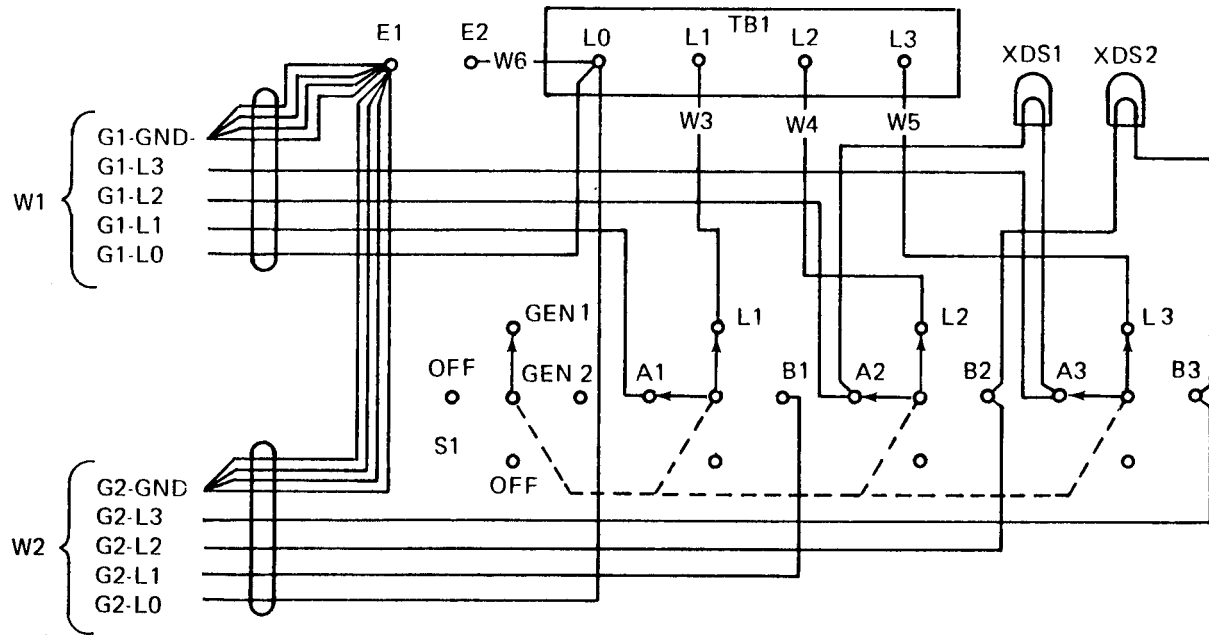 TB1
E1
E2
W6
L0
L1
L2
L3
XDS1
XDS2
W3
W4
W5
W1
G1-GND-
G1-L3
G1-L2
G1-L1
G1-L0
GEN 1
L1
L2
L3
OFF
GEN 2
A1
B1
A2
B2
A3
B3
S1
OFF
W2
G2-GND
G2-L3
G2-L2
G2-L1
G2-L0